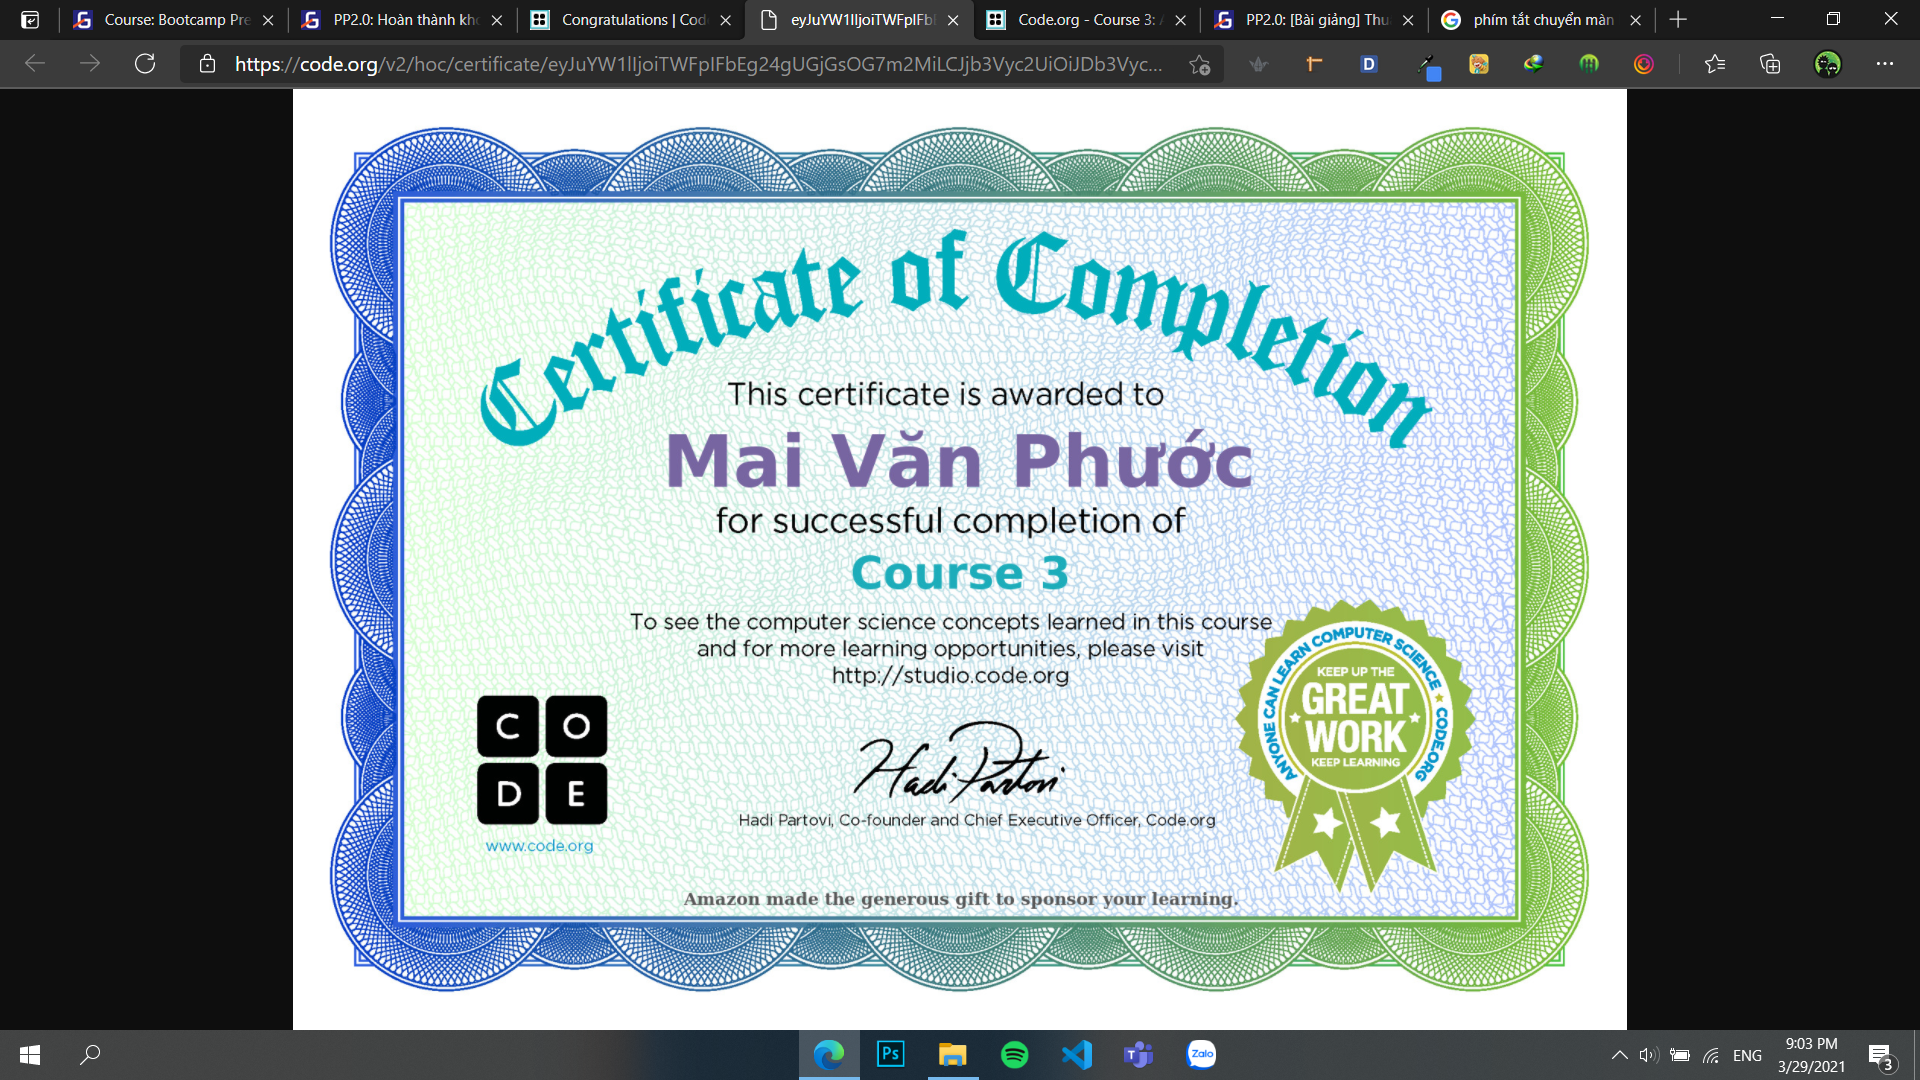 Course: Bootcamp Pre
PP2.0: Hoàn thành khó
Congratulations | Cod
eyJuYW1lIjoiTWFpIFbE
Code.org - Course 3: A
PP2.0: [Bài giảng] Thu
phím tắt chuyển màn
https://code.org/v2/hoc/certificate/eyJuYW1lIjoiTWFpIFbEg24gUGjGsOG7m2MiLCJjb3Vyc2UiOiJDb3Vyc...
Certificate of Completion
This certificate is awarded to
Mai Văn Phước
for successful completion of
Course 3
To see the computer science concepts learned in this course
and for more learning opportunities, please visit
http://studio.code.org
CODE
www.code.org
Hadi Partovi
Hadi Partovi, Co-founder and Chief Executive Officer, Code.org
ANYONE CAN LEARN COMPUTER SCIENCE ★ CODE.ORG
KEEP UP THE
GREAT
WORK
KEEP LEARNING
Amazon made the generous gift to sponsor your learning.
D
Ps
T
Zalo
ENG
9:03 PM
3/29/2021
3